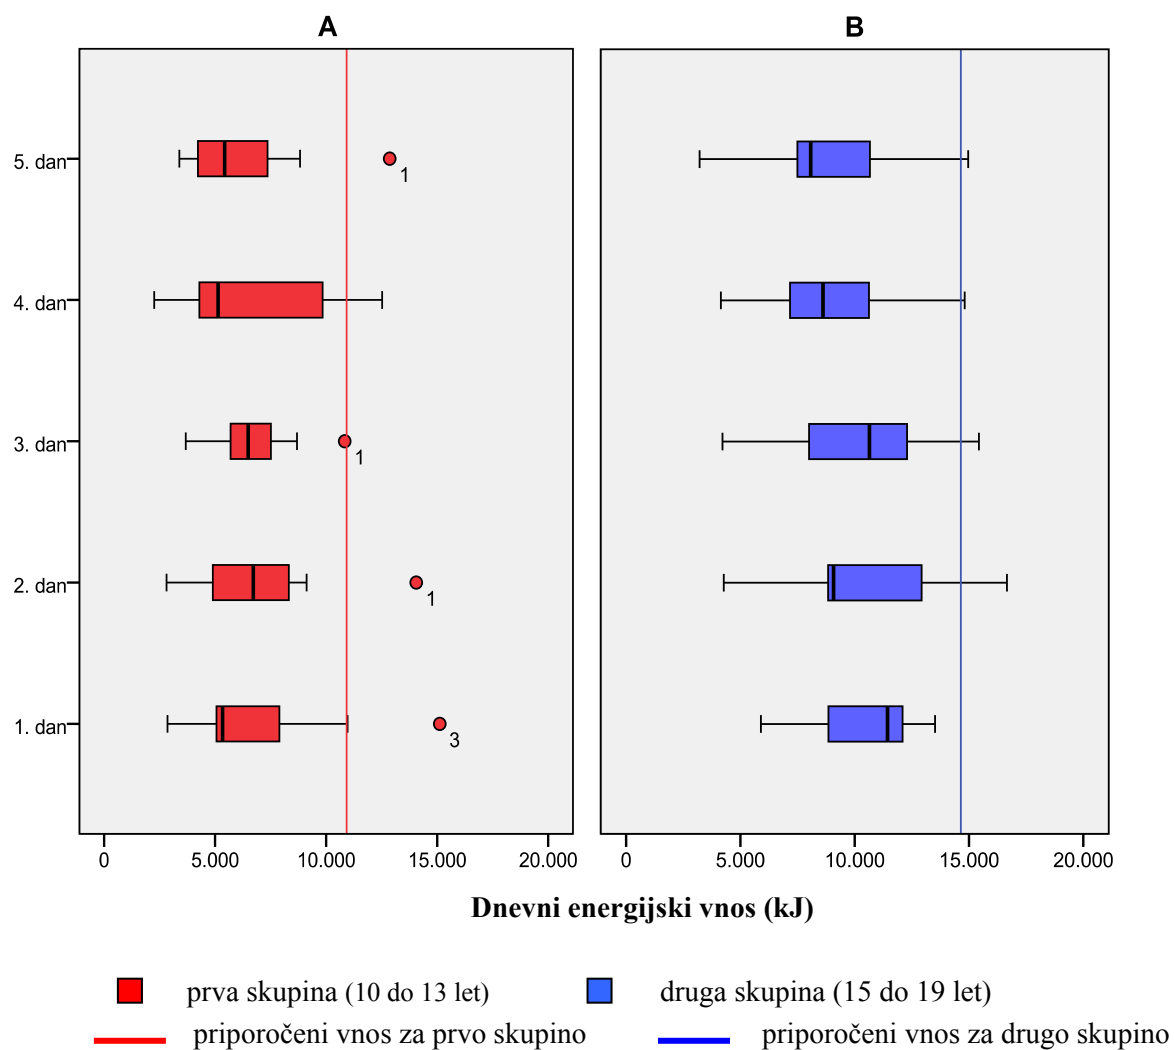 A
B
5. dan
1
4. dan
3. dan
1
2. dan
1
1. dan
3
0 5.000 10.000 15.000 20.000
0 5.000 10.000 15.000 20.000
Dnevni energijski vnos (kJ)
prva skupina (10 do 13 let)
druga skupina (15 do 19 let)
priporočeni vnos za prvo skupino
priporočeni vnos za drugo skupino